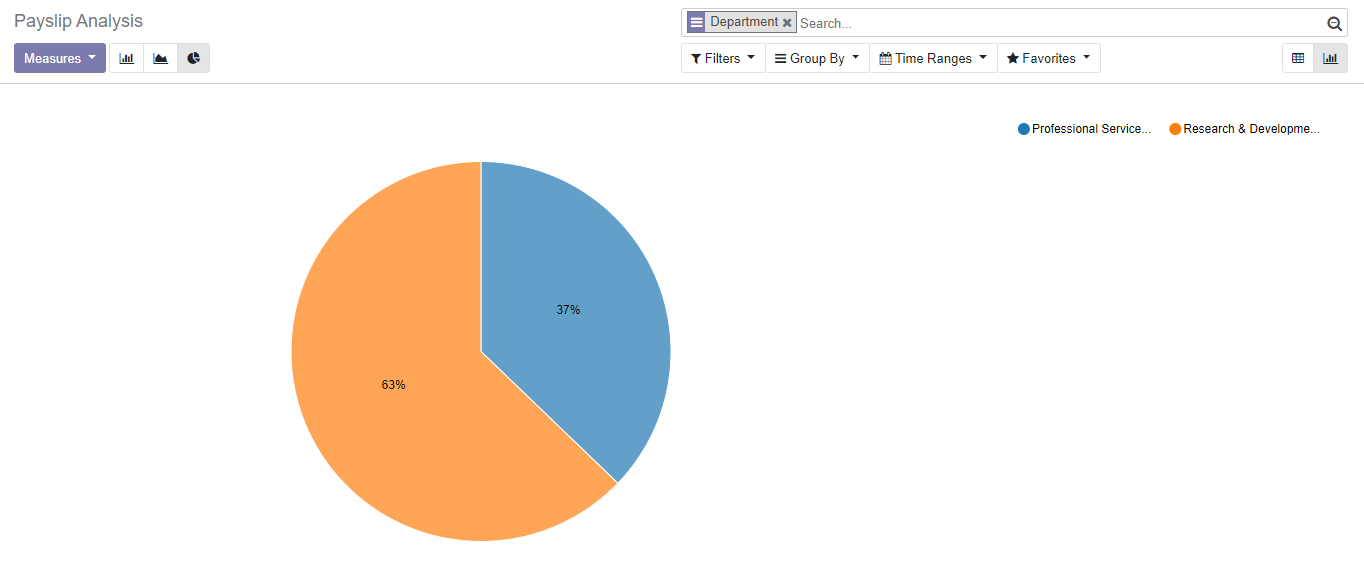 Payslip Analysis
Department
Search...
Measures
Filters
Group By
Time Ranges
Favorites
Professional Service...
Research & Developme...
37%
63%